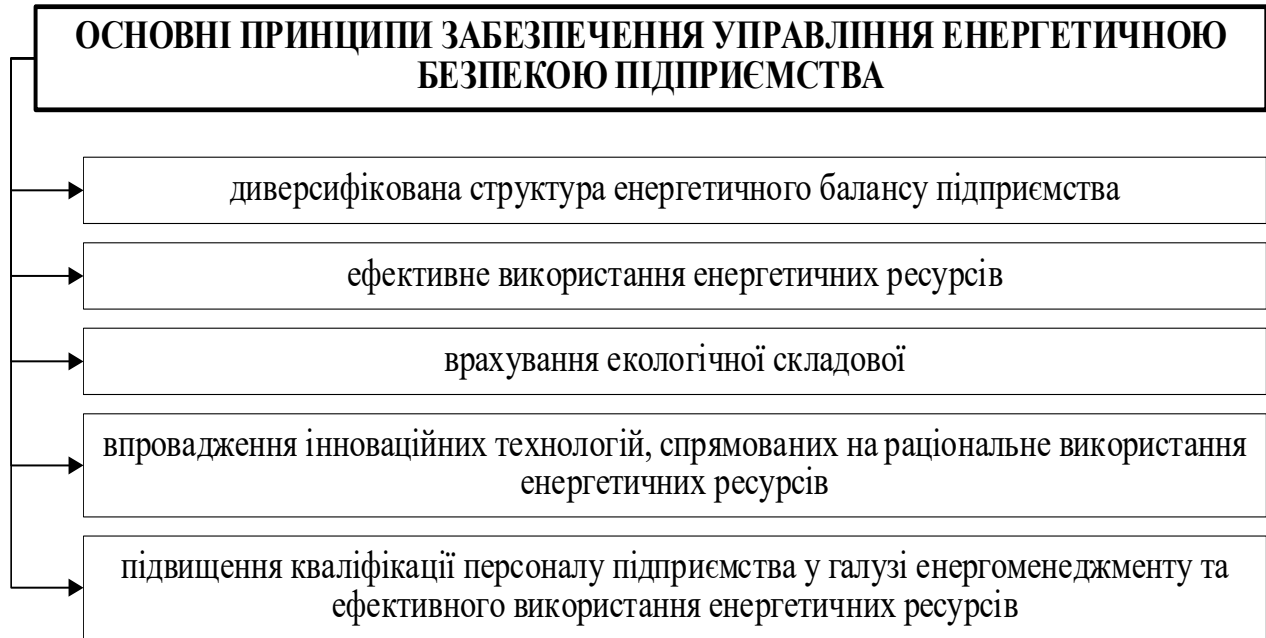 ОСНОВНІ ПРИНЦИПИ ЗАБЕЗПЕЧЕННЯ УПРАВЛІННЯ ЕНЕРГЕТИЧНОЮ
БЕЗПЕКОЮ ПІДПРИЄМСТВА
диверсифікована структура енергетичного балансу підприємства
ефективне використання енергетичних ресурсів
врахування екологічної складової
впровадження інноваційних технологій, спрямованих на раціональне використання
енергетичних ресурсів
підвищення кваліфікації персоналу підприємства у галузі енергоменеджменту та
ефективного використання енергетичних ресурсів